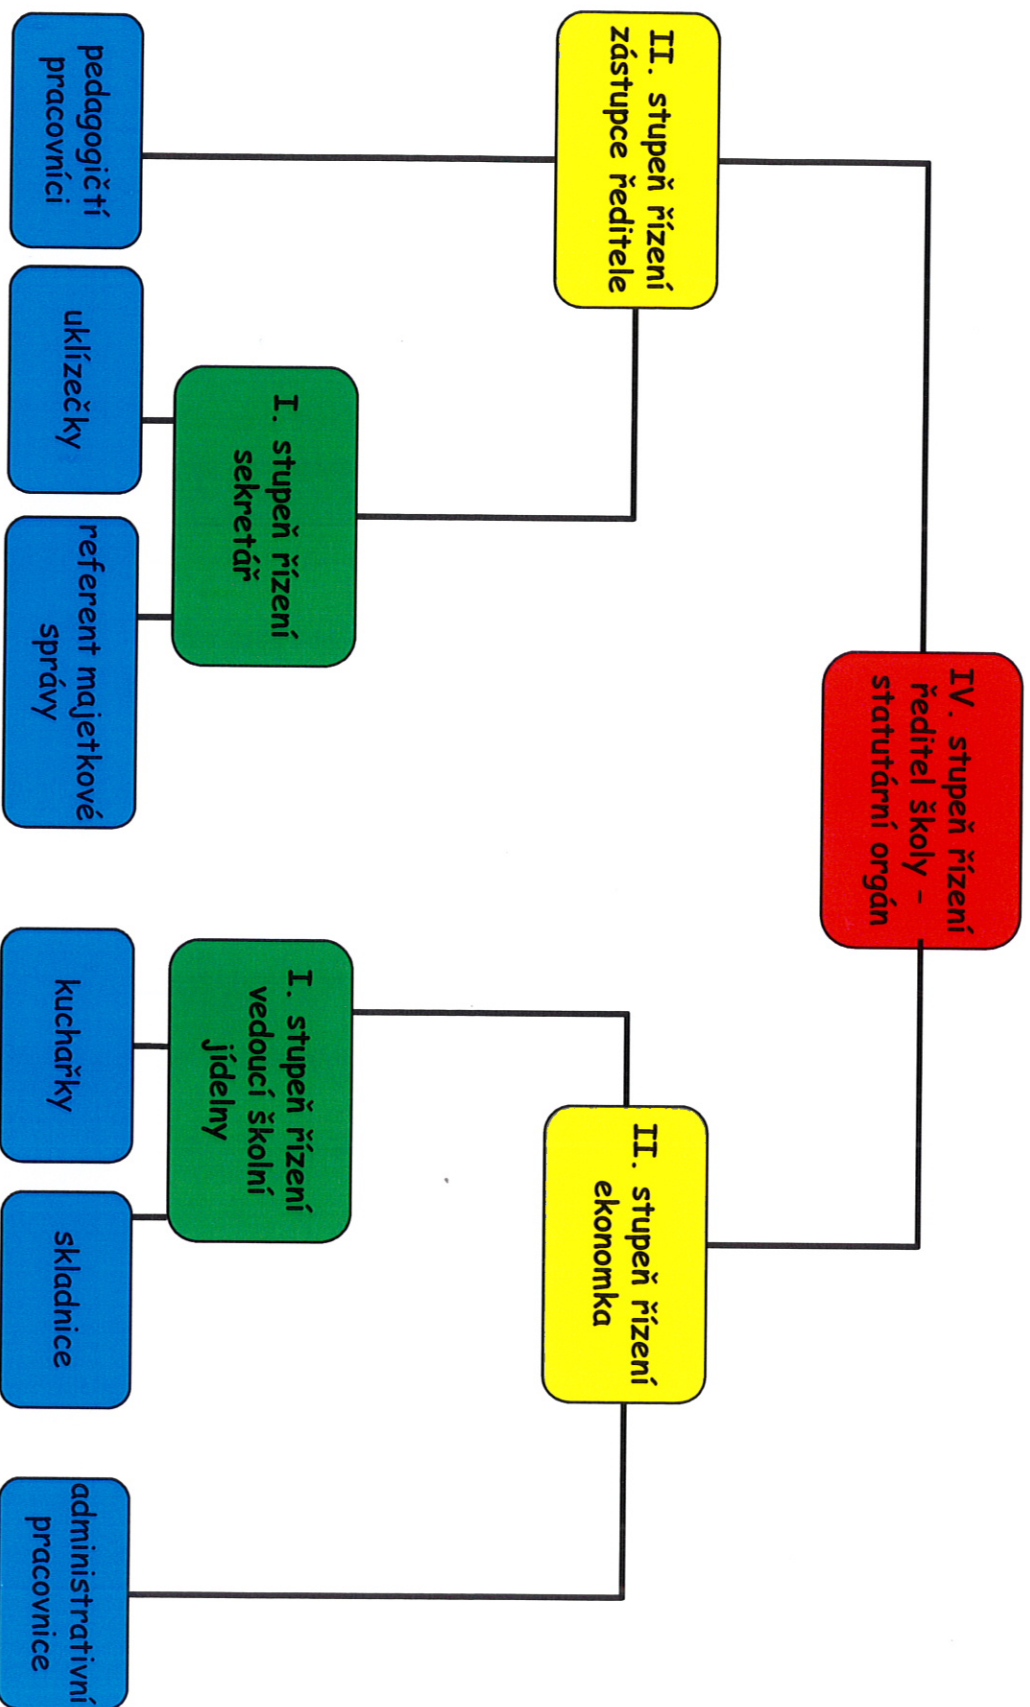 IV. stupeň řízení
ředitel školy –
statutární orgán
II. stupeň řízení
zástupce ředitele
II. stupeň řízení
ekonomka
I. stupeň řízení
sekretář
I. stupeň řízení
vedoucí školní
jídelny
pedagogičtí
pracovníci
uklízečky
referent majetkové
správy
kuchařky
skladnice
administrativní
pracovnice